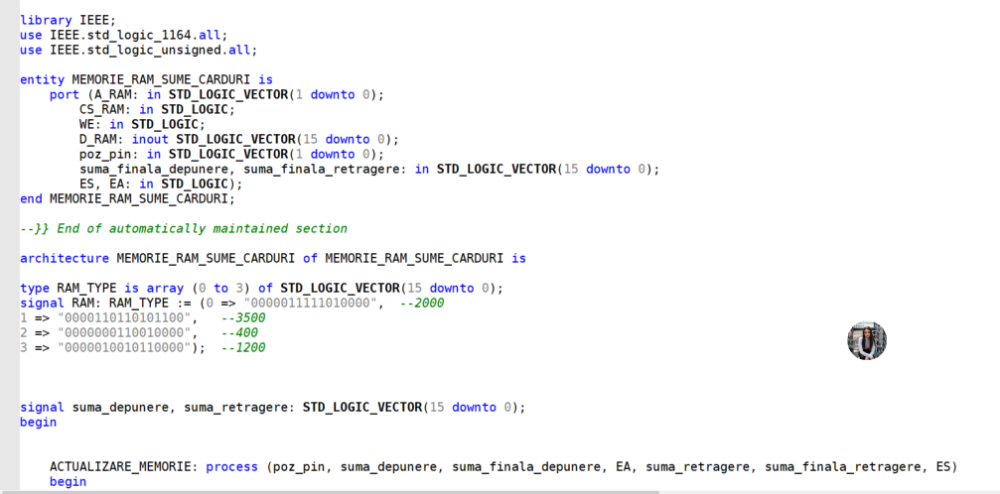 library IEEE;
use IEEE.std_logic_1164.all;
use IEEE.std_logic_unsigned.all;
entity MEMORIE_RAM_SUME_CARDURI is
port (A_RAM: in STD_LOGIC_VECTOR(1 downto 0);
CS_RAM: in STD_LOGIC;
WE: in STD_LOGIC;
D_RAM: inout STD_LOGIC_VECTOR(15 downto 0);
poz_pin: in STD_LOGIC_VECTOR(1 downto 0);
suma_finala_depunere, suma_finala_retragere: in STD_LOGIC_VECTOR(15 downto 0);
ES, EA: in STD_LOGIC);
end MEMORIE_RAM_SUME_CARDURI;
--}} End of automatically maintained section
architecture MEMORIE_RAM_SUME_CARDURI of MEMORIE_RAM_SUME_CARDURI is
type RAM_TYPE is array (0 to 3) of STD_LOGIC_VECTOR(15 downto 0);
signal RAM: RAM_TYPE := (0 => "0000011111010000", --2000
1 => "0000110110101100", --3500
2 => "0000000110010000", --400
3 => "0000010010110000"); --1200
signal suma_depunere, suma_retragere: STD_LOGIC_VECTOR(15 downto 0);
begin
ACTUALIZARE_MEMORIE: process (poz_pin, suma_depunere, suma_finala_depunere, EA, suma_retragere, suma_finala_retragere, ES)
begin